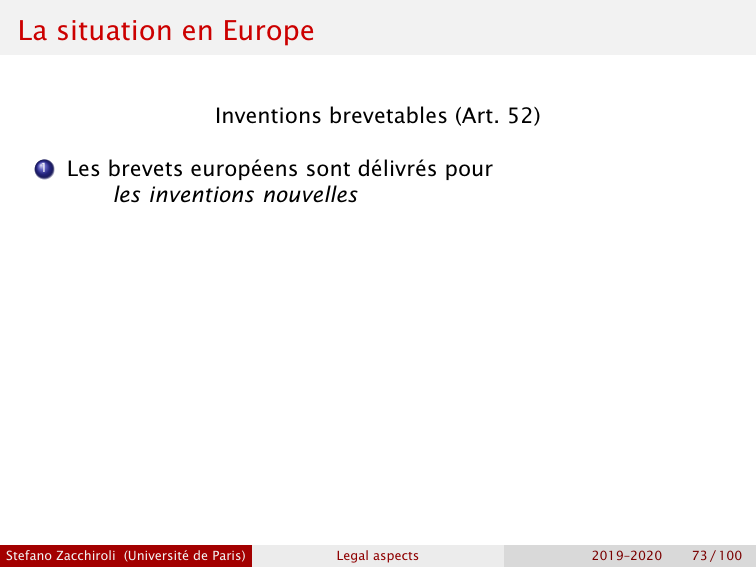 La situation en Europe
Inventions brevetables (Art. 52)
1 Les brevets européens sont délivrés pour
les inventions nouvelles
Stefano Zacchiroli (Université de Paris) Legal aspects 2019–2020 73 / 100